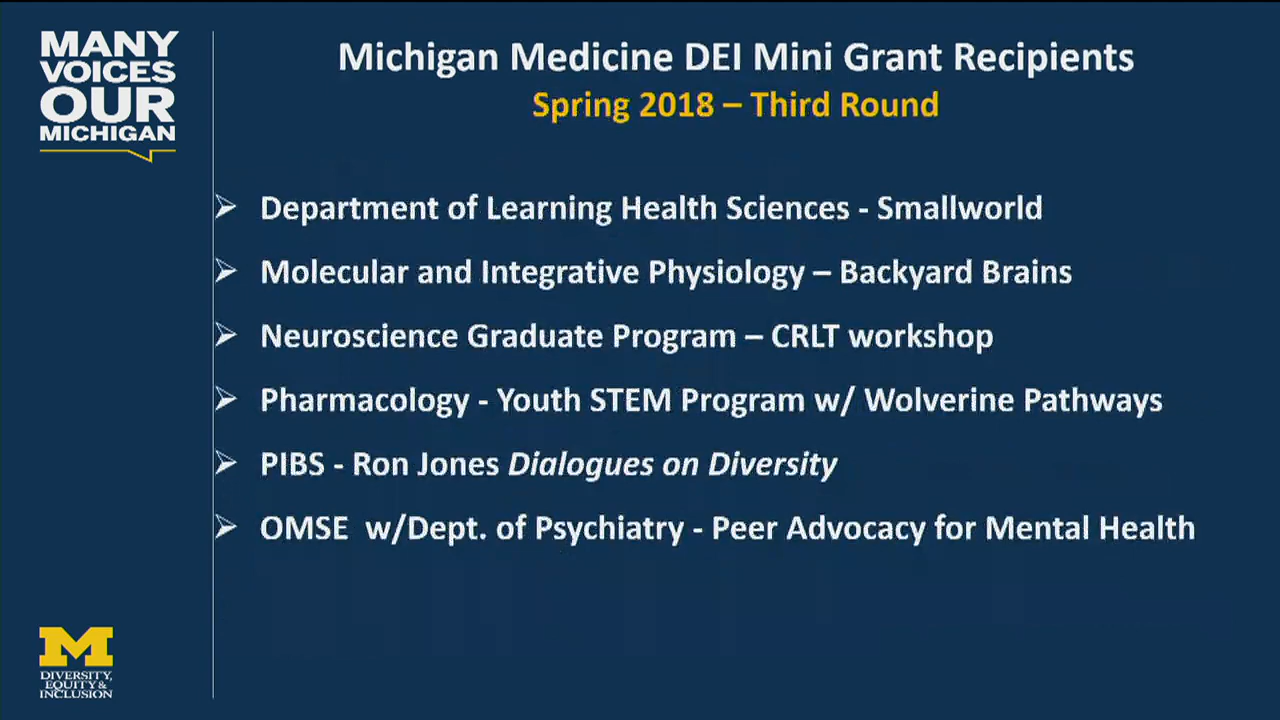 MANY
VOICES
OUR
MICHIGAN
Michigan Medicine DEI Mini Grant Recipients
Spring 2018 – Third Round
➢ Department of Learning Health Sciences - Smallworld
➢ Molecular and Integrative Physiology – Backyard Brains
➢ Neuroscience Graduate Program – CRLT workshop
➢ Pharmacology - Youth STEM Program w/ Wolverine Pathways
➢ PIBS - Ron Jones Dialogues on Diversity
➢ OMSE w/Dept. of Psychiatry - Peer Advocacy for Mental Health
M
DIVERSITY,
EQUITY &
INCLUSION